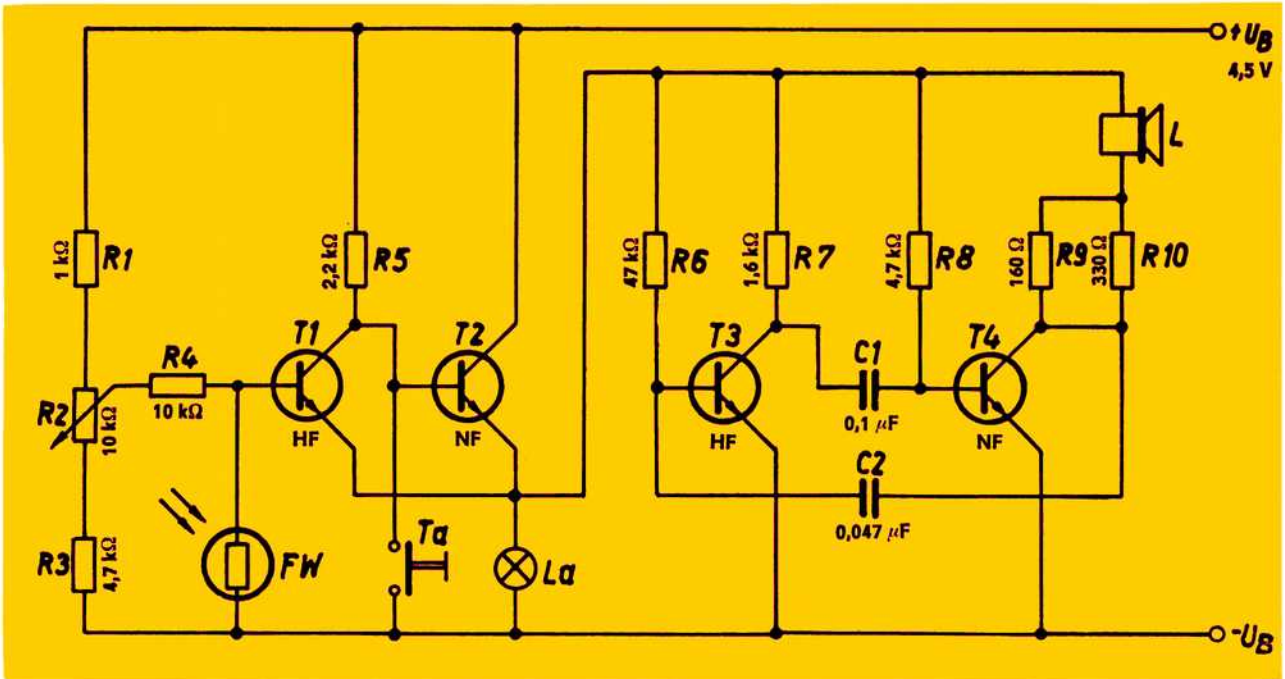 +UB
4,5 V
L
1 kΩ
R1
2,2 kΩ
R5
47 kΩ
R6
1,6 kΩ
R7
4,7 kΩ
R8
160 Ω
R9
330 Ω
R10
T1
T2
T3
T4
R4
10 kΩ
R2
10 kΩ
HF
NF
HF
NF
C1
0,1 µF
C2
0,047 µF
R3
4,7 kΩ
FW
Ta
La
-UB